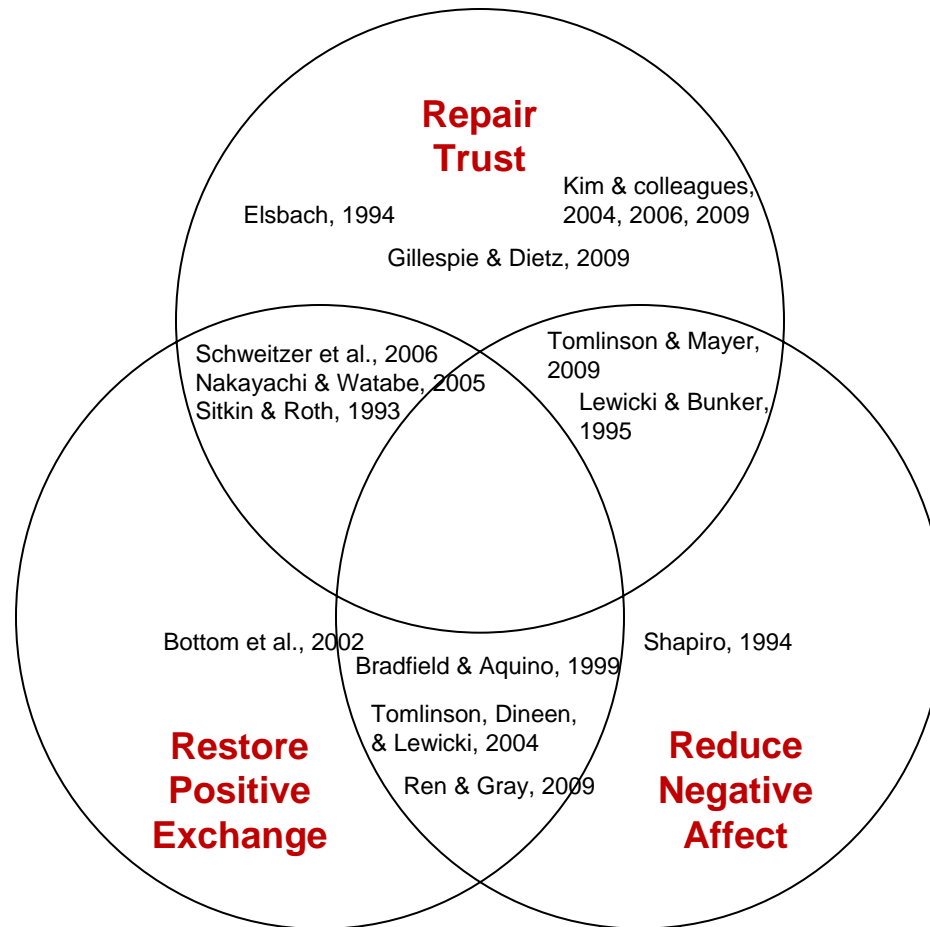 Repair
Trust
Kim & colleagues,
2004, 2006, 2009
Elsbach, 1994
Gillespie & Dietz, 2009
Schweitzer et al., 2006
Nakayachi & Watabe, 2005
Sitkin & Roth, 1993
Tomlinson & Mayer,
2009
Lewicki & Bunker,
1995
Bottom et al., 2002
Bradfield & Aquino, 1999
Tomlinson, Dineen,
& Lewicki, 2004
Ren & Gray, 2009
Shapiro, 1994
Restore
Positive
Exchange
Reduce
Negative
Affect